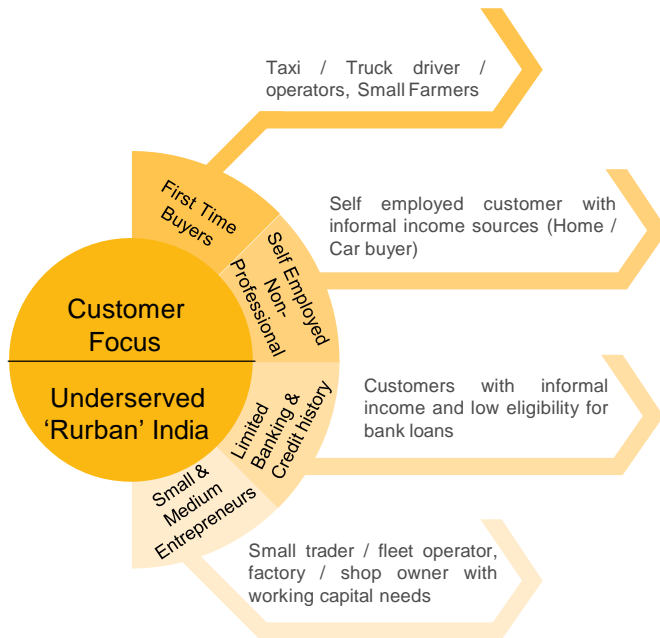 Taxi / Truck driver /
operators, Small Farmers
First Time
Buyers
Self employed customer with
informal income sources (Home /
Car buyer)
Self Employed
Non-
Professional
Customer
Focus
Underserved
‘Rurban’ India
Customers with informal
income and low eligibility for
bank loans
Limited
Banking &
Credit history
Small &
Medium
Entrepreneurs
Small trader / fleet operator,
factory / shop owner with
working capital needs